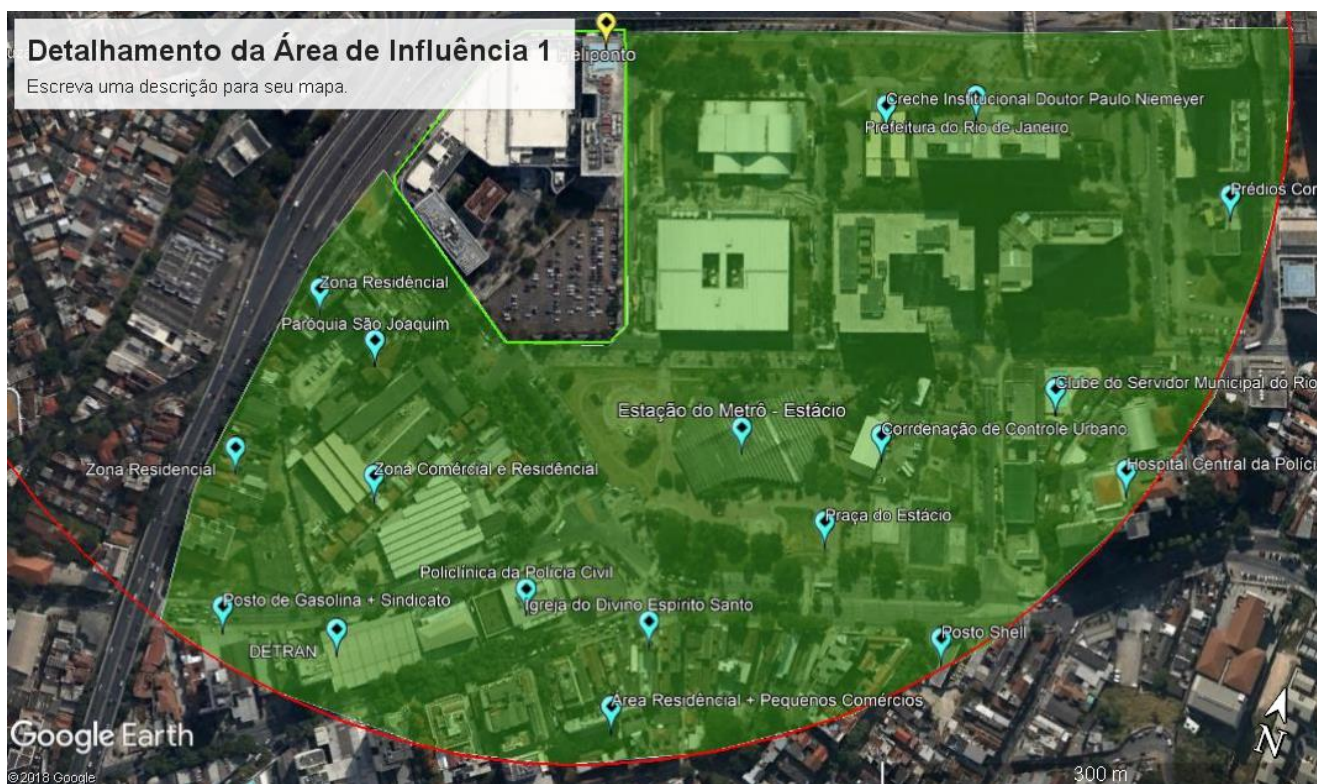 Detalhamento da Área de Influência 1
Escreva uma descrição para seu mapa.
Heliponto
Creche Institucional Doutor Paulo Niemeyer
Prefeitura do Rio de Janeiro
Prédios Cor
Zona Residêncial
Paróquia São Joaquim
Clube do Servidor Municipal do Rio
Estação do Metrô - Estácio
Corrdenação de Controle Urbano
Zona Residencial
Zona Comércial e Residêncial
Hospital Central da Políci
Praça do Estácio
Policlínica da Polícia Civil
Posto de Gasolina + Sindicato
Igreja do Divino Espírito Santo
DETRAN
Posto Shell
Área Residêncial + Pequenos Comércios
Google Earth
N
©2018 Google
300 m